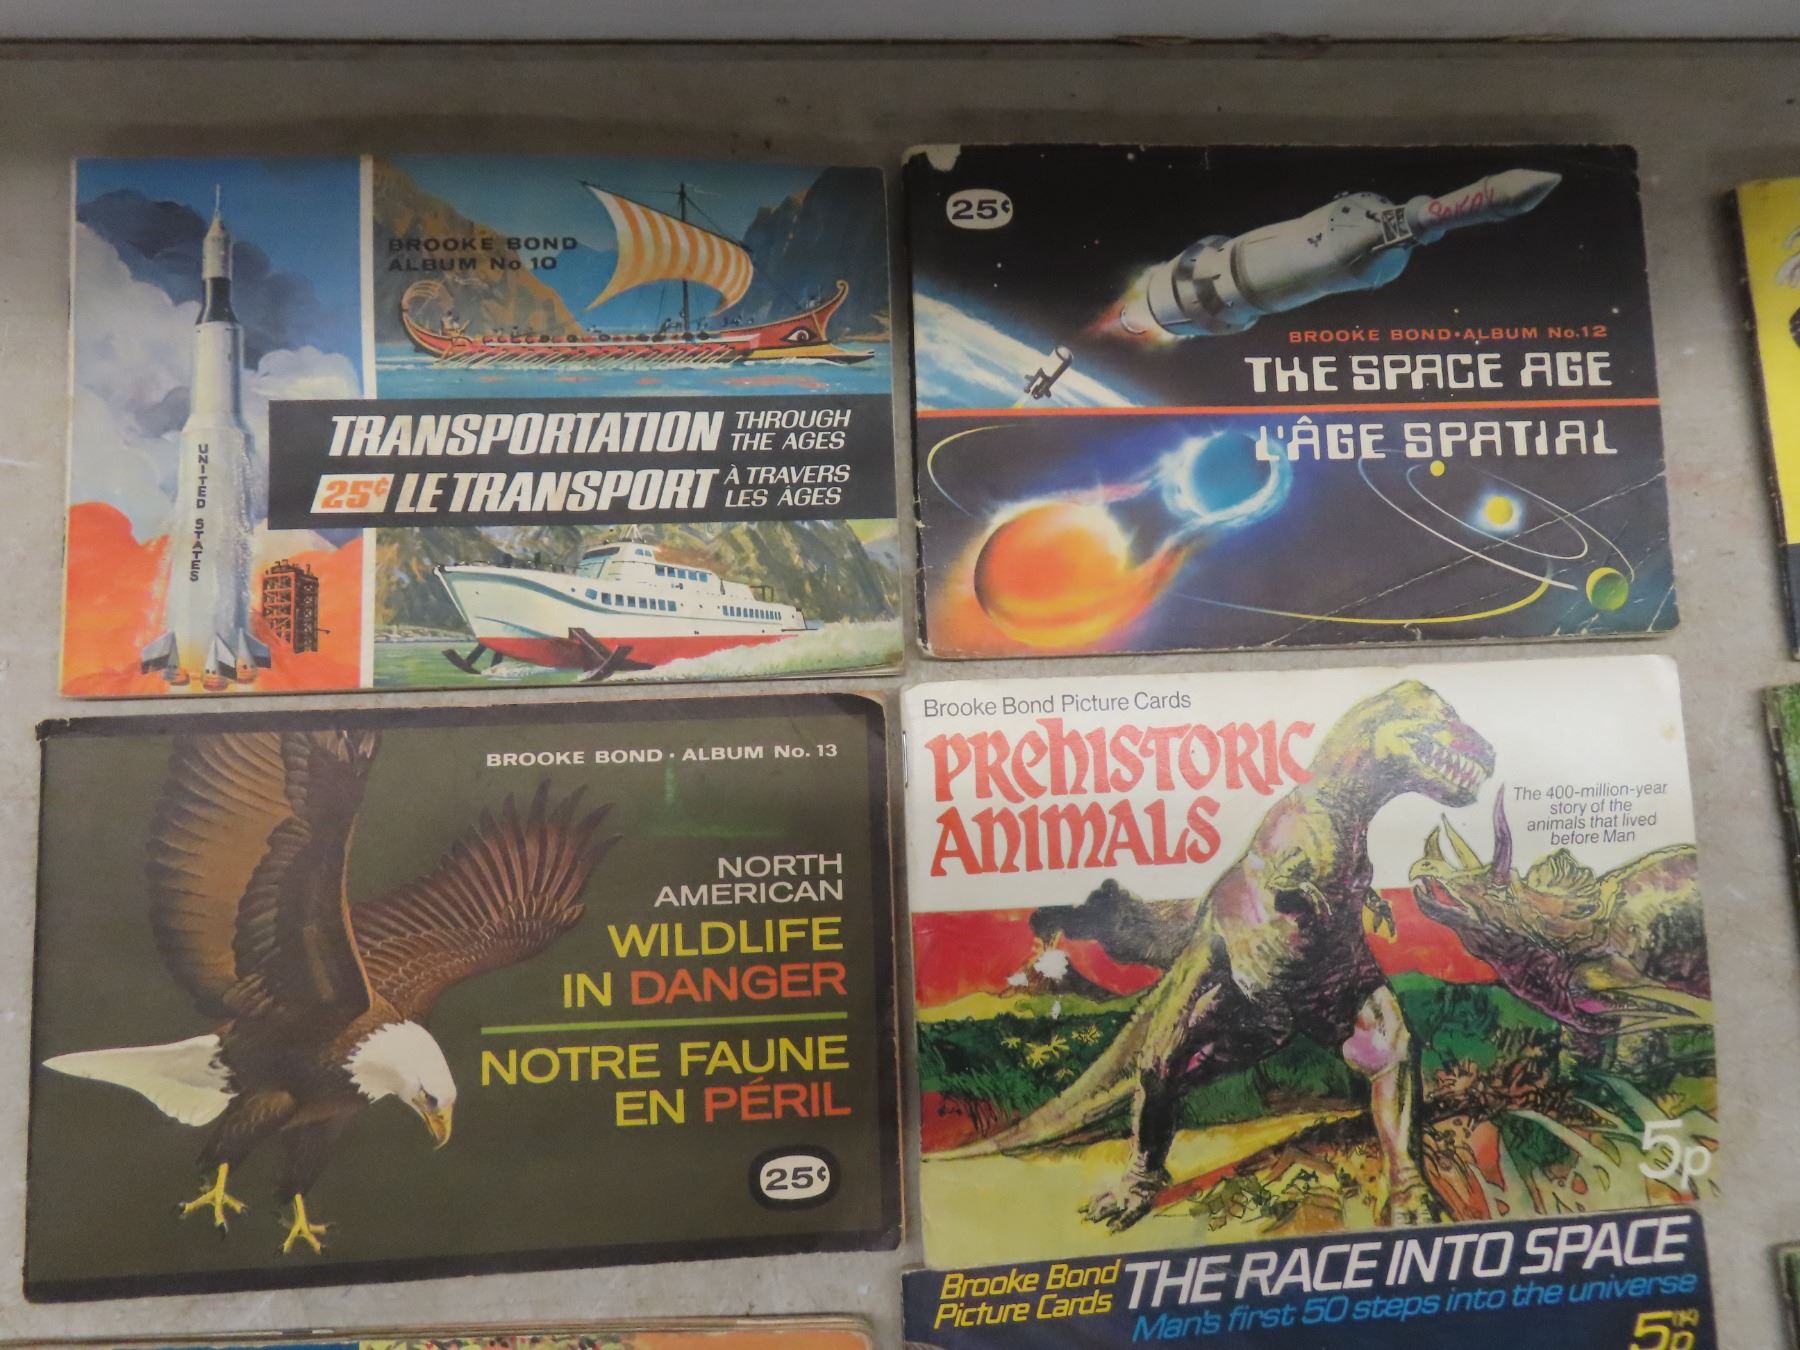 BROOKE BOND
ALBUM No 10
TRANSPORTATION THROUGH THE AGES
25¢ LE TRANSPORT À TRAVERS LES ÂGES
UNITED STATES
25¢
BROOKE BOND • ALBUM No. 12
THE SPACE AGE
L'ÂGE SPATIAL
BROOKE BOND • ALBUM No. 13
NORTH
AMERICAN
WILDLIFE
IN DANGER
NOTRE FAUNE
EN PÉRIL
25¢
Brooke Bond Picture Cards
PREHISTORIC
ANIMALS
The 400-million-year
story of the
animals that lived
before Man
5p
Brooke Bond
Picture Cards
THE RACE INTO SPACE
Man's first 50 steps into the universe
5p